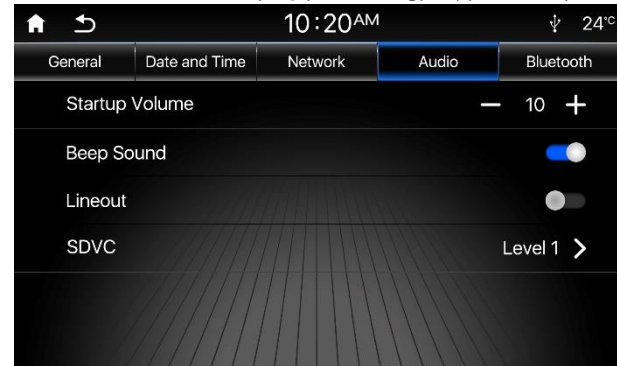 10:20AM 24°C
General Date and Time Network Audio Bluetooth
Startup Volume 10
Beep Sound
Lineout
SDVC Level 1